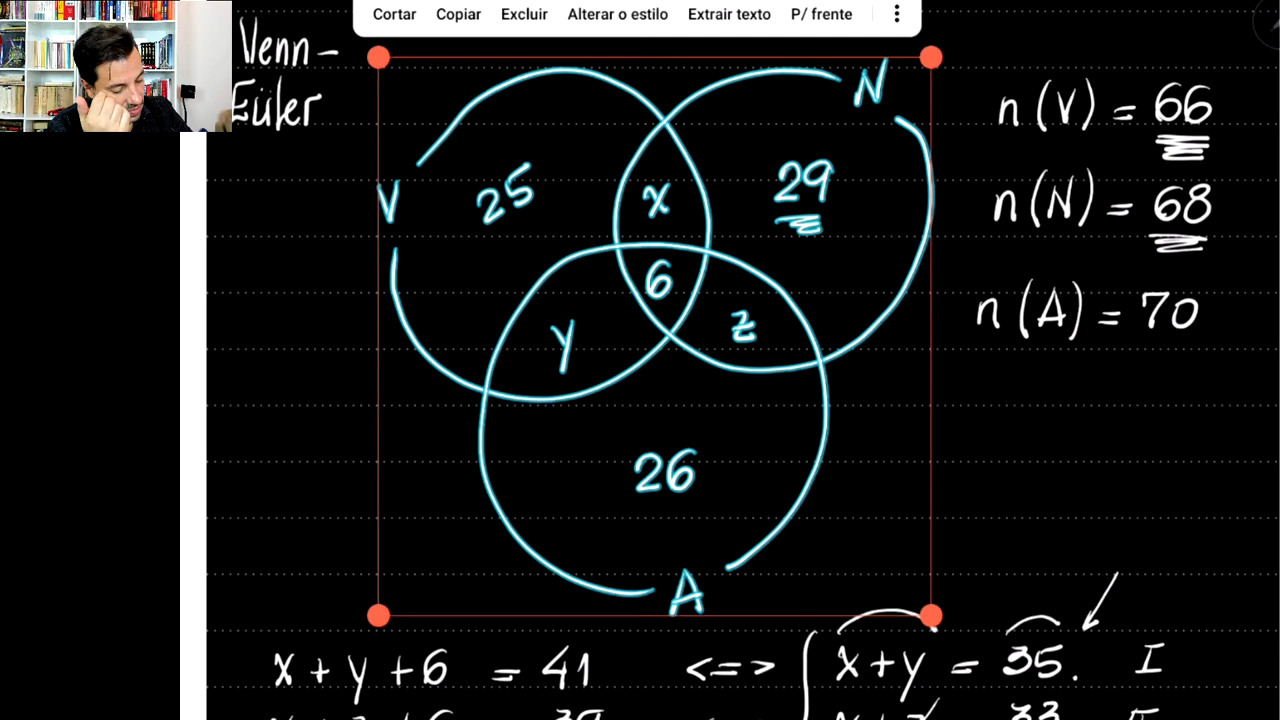 Cortar Copiar Excluir Alterar o estilo Extrair texto P/ frente
Venn-
Eüler
V
N
25
x
29
6
y
z
26
A
n(V) = 66
n(N) = 68
n(A) = 70
x + y + 6 = 41 <=> { x + y = 35. I